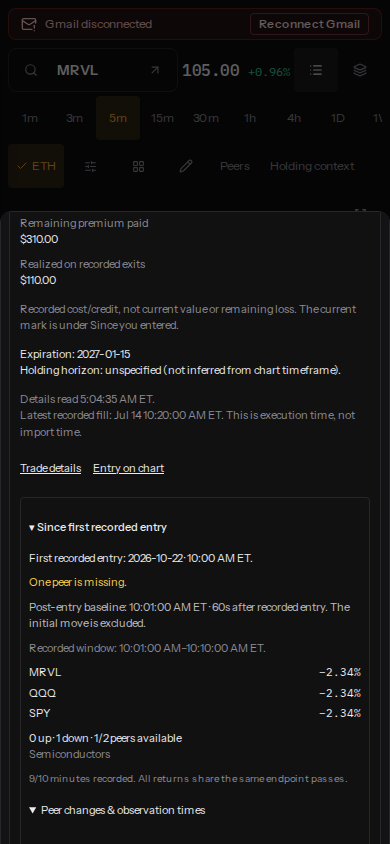 Gmail disconnected
Reconnect Gmail
MRVL
105.00 +0.96%
1m 3m 5m 15m 30m 1h 4h 1D
ETH Peers Holding context
Remaining premium paid
$310.00
Realized on recorded exits
$110.00
Recorded cost/credit, not current value or remaining loss. The current
mark is under Since you entered.
Expiration: 2027-01-15
Holding horizon: unspecified (not inferred from chart timeframe).
Details read 5:04:35 AM ET.
Latest recorded fill: Jul 14 10:20:00 AM ET. This is execution time, not
import time.
Trade details Entry on chart
▾ Since first recorded entry
First recorded entry: 2026-10-22 · 10:00 AM ET.
One peer is missing.
Post-entry baseline: 10:01:00 AM ET · 60s after recorded entry. The
initial move is excluded.
Recorded window: 10:01:00 AM–10:10:00 AM ET.
MRVL −2.34%
QQQ −2.34%
SPY −2.34%
0 up · 1 down · 1/2 peers available
Semiconductors
9/10 minutes recorded. All returns share the same endpoint passes.
▼ Peer changes & observation times